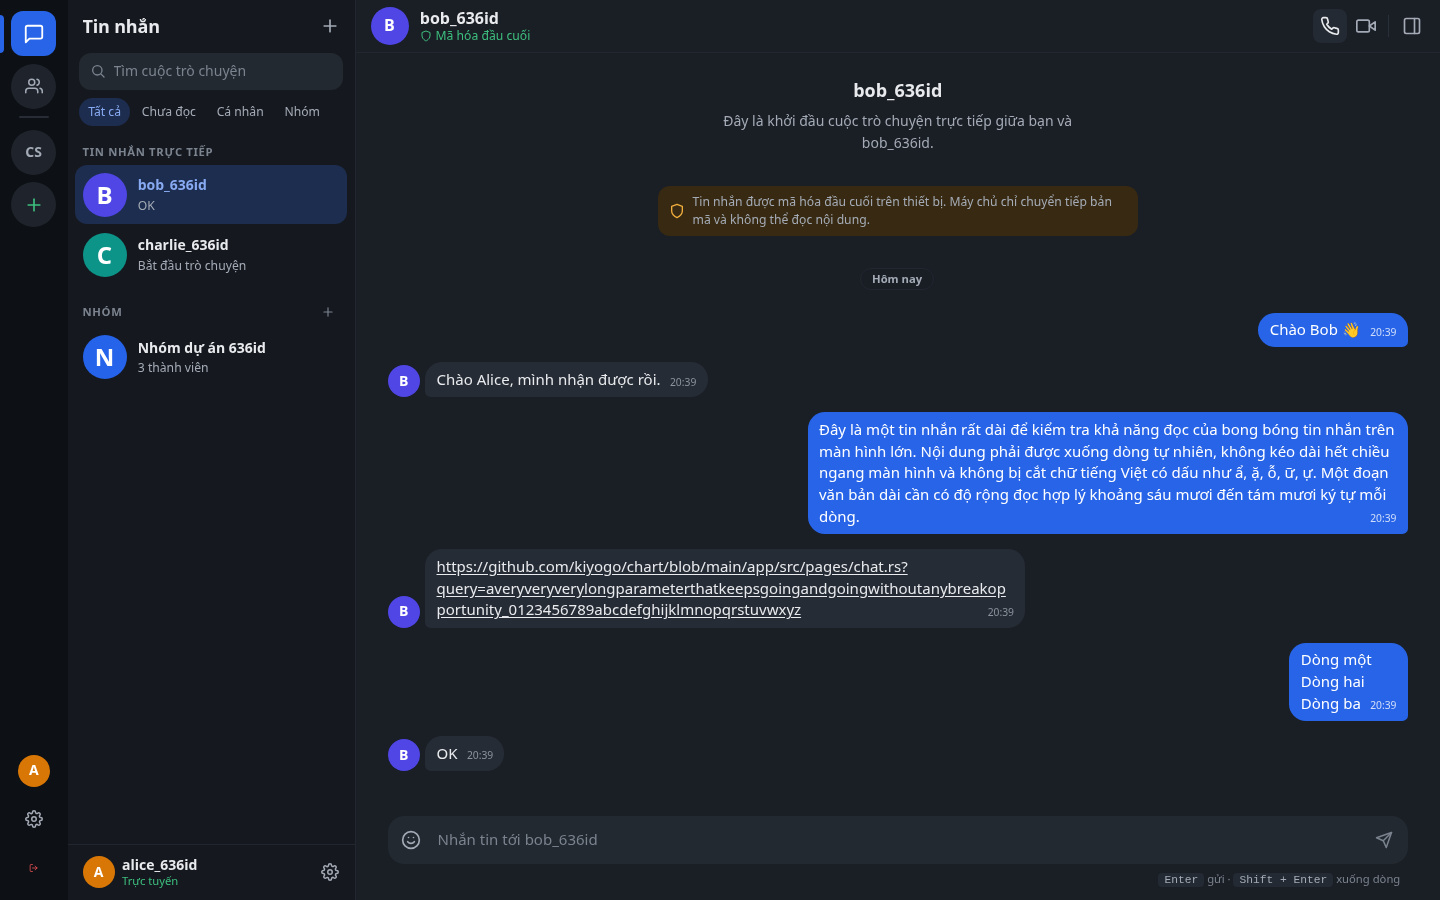 Tin nhắn
Tìm cuộc trò chuyện
Tất cả
Chưa đọc
Cá nhân
Nhóm
CS
TIN NHẮN TRỰC TIẾP
B
bob_636id
OK
C
charlie_636id
Bắt đầu trò chuyện
NHÓM
N
Nhóm dự án 636id
3 thành viên
A
A
alice_636id
Trực tuyến
B
bob_636id
Mã hóa đầu cuối
bob_636id
Đây là khởi đầu cuộc trò chuyện trực tiếp giữa bạn và
bob_636id.
Tin nhắn được mã hóa đầu cuối trên thiết bị. Máy chủ chỉ chuyển tiếp bản
mã và không thể đọc nội dung.
Hôm nay
Chào Bob 👋 20:39
B
Chào Alice, mình nhận được rồi. 20:39
Đây là một tin nhắn rất dài để kiểm tra khả năng đọc của bong bóng tin nhắn trên
màn hình lớn. Nội dung phải được xuống dòng tự nhiên, không kéo dài hết chiều
ngang màn hình và không bị cắt chữ tiếng Việt có dấu như ẩ, ặ, ỗ, ữ, ự. Một đoạn
văn bản dài cần có độ rộng đọc hợp lý khoảng sáu mươi đến tám mươi ký tự mỗi
dòng. 20:39
B
https://github.com/kiyogo/chart/blob/main/app/src/pages/chat.rs?
query=averyveryverylongparameterthatkeepsgoingandgoingwithoutanybreakop
portunity_0123456789abcdefghijklmnopqrstuvwxyz 20:39
Dòng một
Dòng hai
Dòng ba 20:39
B
OK 20:39
Nhắn tin tới bob_636id
Enter gửi · Shift + Enter xuống dòng